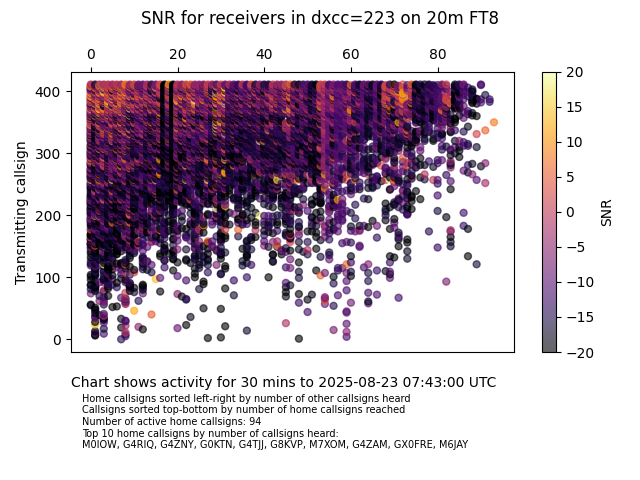 SNR for receivers in dxcc=223 on 20m FT8
0 20 40 60 80
400
300
200
100
0
Transmitting callsign
20
15
10
5
0
−5
−10
−15
−20
SNR
Chart shows activity for 30 mins to 2025-08-23 07:43:00 UTC
Home callsigns sorted left-right by number of other callsigns heard
Callsigns sorted top-bottom by number of home callsigns reached
Number of active home callsigns: 94
Top 10 home callsigns by number of callsigns heard:
M0IOW, G4RIQ, G4ZNY, G0KTN, G4TJJ, G8KVP, M7XOM, G4ZAM, GX0FRE, M6JAY